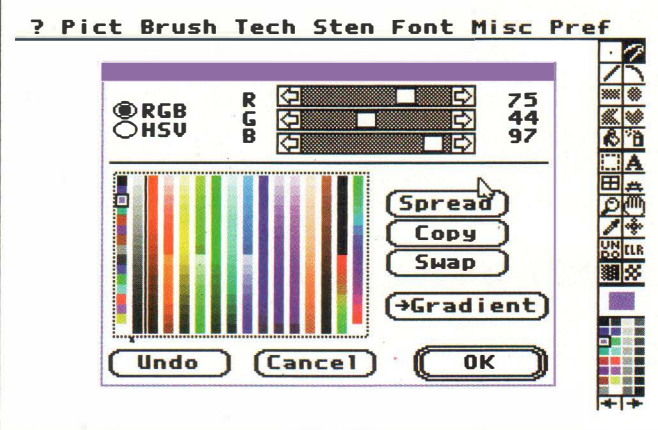 ? Pict Brush Tech Sten Font Misc Pref
RGB
HSV
R 75
G 44
B 97
A
Spread
Copy
Swap
UNDO CLR
→Gradient
Undo Cancel OK